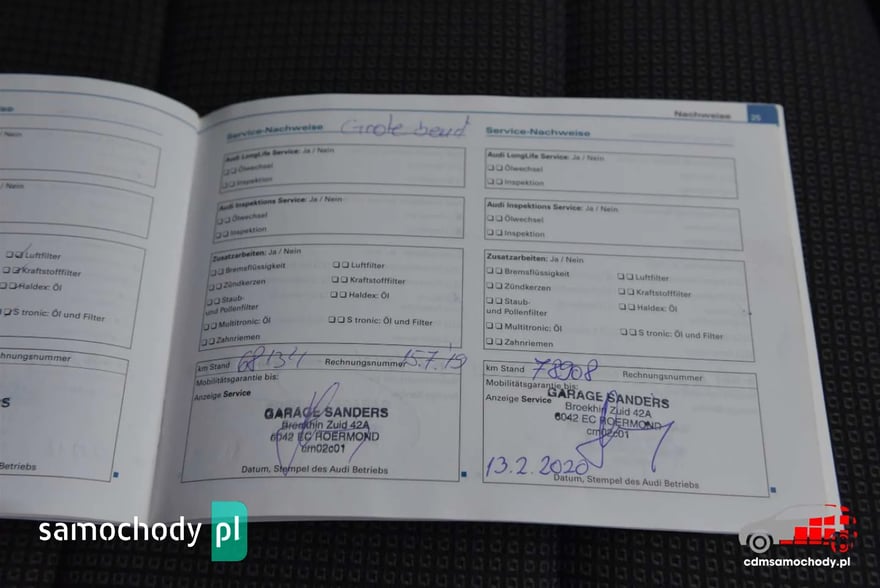 / Nein
/ Nein
Luftfilter
Kraftstofffilter
Haldex: Öl
S tronic: Öl und Filter
hnungsnummer
S
Betriebs
Service-Nachweise Grote beurt
Audi LongLife Service: Ja / Nein
Ölwechsel
Inspektion
Audi Inspektions Service: Ja / Nein
Ölwechsel
Inspektion
Zusatzarbeiten: Ja / Nein
Bremsflüssigkeit
Luftfilter
Zündkerzen
Kraftstofffilter
Staub-
und Pollenfilter
Haldex: Öl
Multitronic: Öl
S tronic: Öl und Filter
Zahnriemen
km Stand 68134 Rechnungsnummer 15.7.'19
Mobilitätsgarantie bis:
Anzeige Service
GARAGE SANDERS
Broekhin Zuid 42A
6042 EC ROERMOND
crn02c01
Datum, Stempel des Audi Betriebs
Nachweise 25
Service-Nachweise
Audi LongLife Service: Ja / Nein
Ölwechsel
Inspektion
Audi Inspektions Service: Ja / Nein
Ölwechsel
Inspektion
Zusatzarbeiten: Ja / Nein
Bremsflüssigkeit
Luftfilter
Zündkerzen
Kraftstofffilter
Staub-
und Pollenfilter
Haldex: Öl
Multitronic: Öl
S tronic: Öl und Filter
Zahnriemen
km Stand 78908 Rechnungsnummer
Mobilitätsgarantie bis:
Anzeige Service
GARAGE SANDERS
Broekhin Zuid 42A
6042 EC ROERMOND
crn02c01
13.2.2020
Datum, Stempel des Audi Betriebs
samochody pl
cdmsamochody.pl